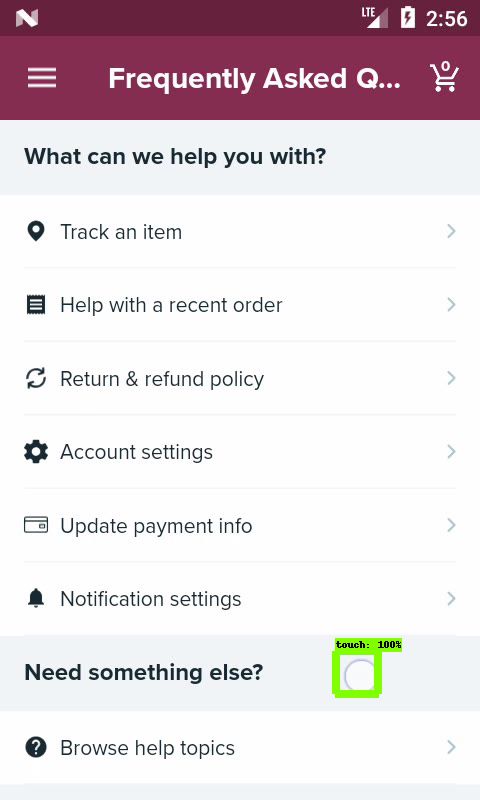 LTE 2:56
Frequently Asked Q... 0
What can we help you with?
Track an item
Help with a recent order
Return & refund policy
Account settings
Update payment info
Notification settings
touch: 100%
Need something else?
Browse help topics